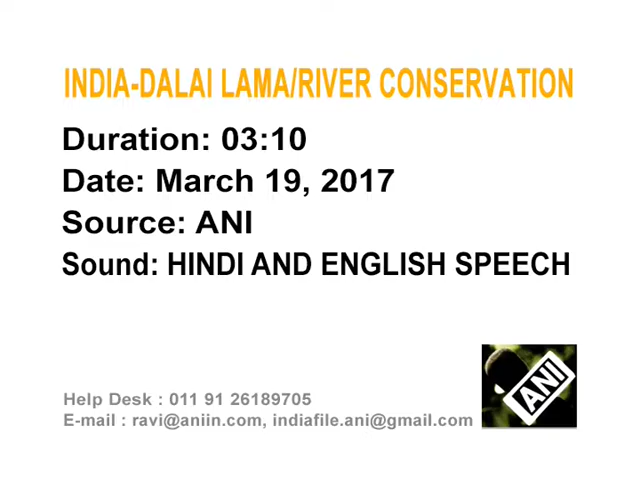 INDIA-DALAI LAMA/RIVER CONSERVATION
Duration: 03:10
Date: March 19, 2017
Source: ANI
Sound: HINDI AND ENGLISH SPEECH
ANI
Help Desk : 011 91 26189705
E-mail : ravi@aniin.com, indiafile.ani@gmail.com